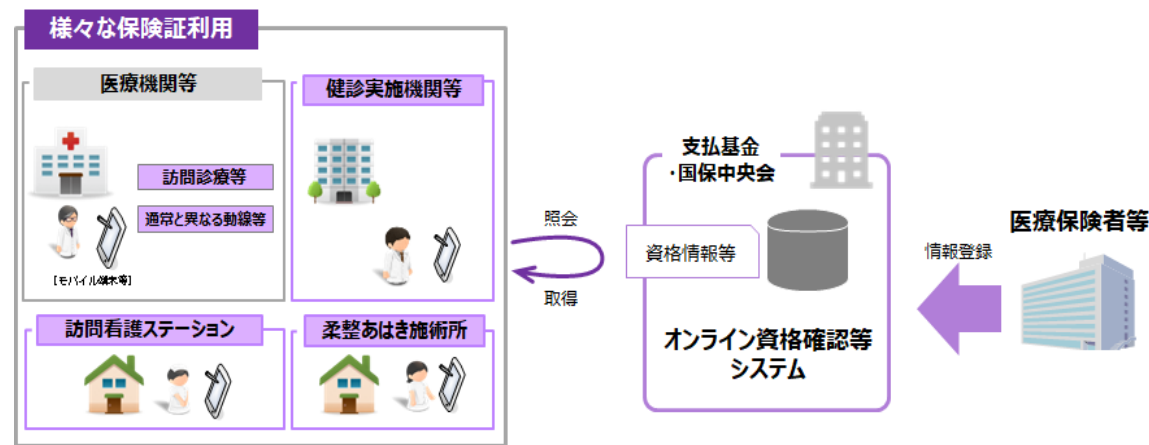 様々な保険証利用
医療機関等
訪問診療等
通常と異なる動線等
[モバイル端末等]
健診実施機関等
訪問看護ステーション
柔整あはき施術所
照会
取得
支払基金
・国保中央会
資格情報等
オンライン資格確認等
システム
医療保険者等
情報登録